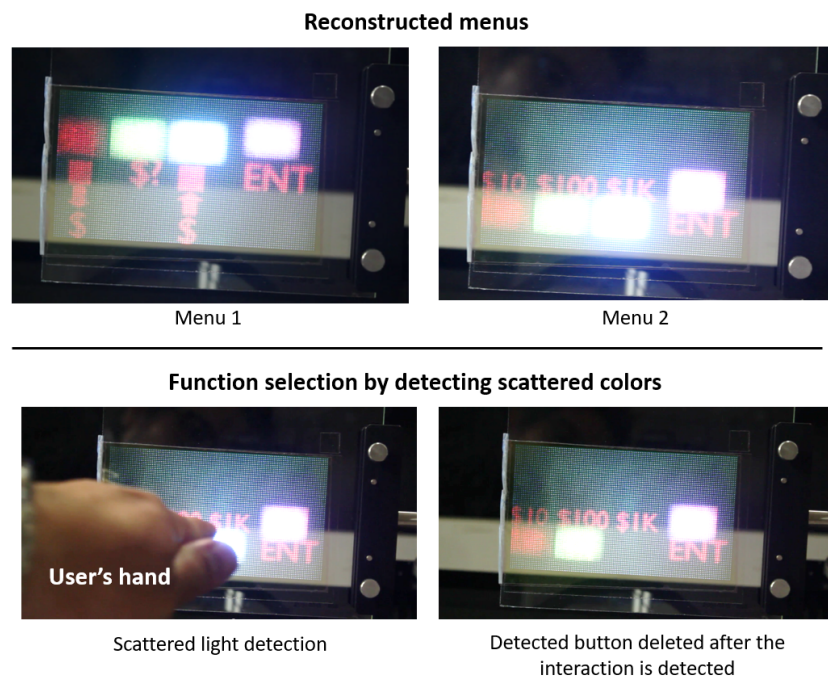 Reconstructed menus
$?
ENT
$
$
Menu 1
$10 $100 $1K
ENT
Menu 2
Function selection by detecting scattered colors
$1K
ENT
User's hand
Scattered light detection
$10 $100 $1K
ENT
Detected button deleted after the
interaction is detected